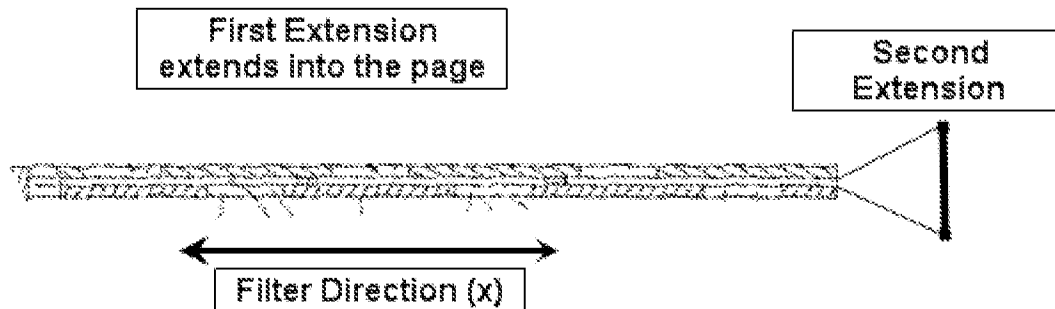 First Extension
extends into the page
Second
Extension
Filter Direction (x)